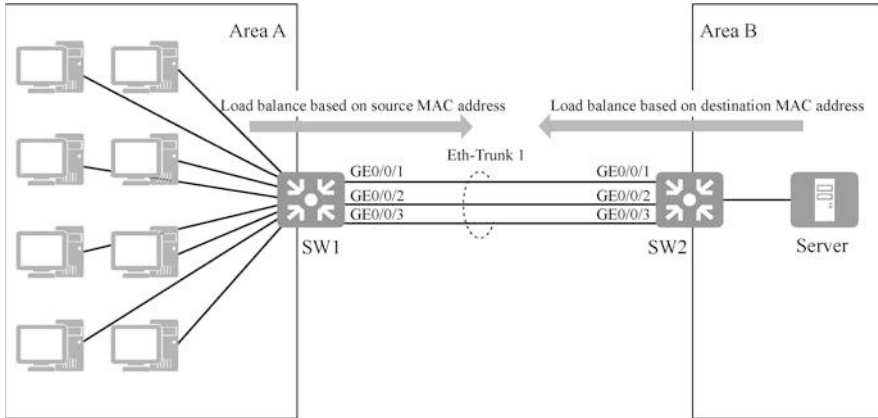 Area A
Area B
Load balance based on source MAC address
Load balance based on destination MAC address
Eth-Trunk 1
GE0/0/1
GE0/0/1
GE0/0/2
GE0/0/2
GE0/0/3
GE0/0/3
SW1
SW2
Server